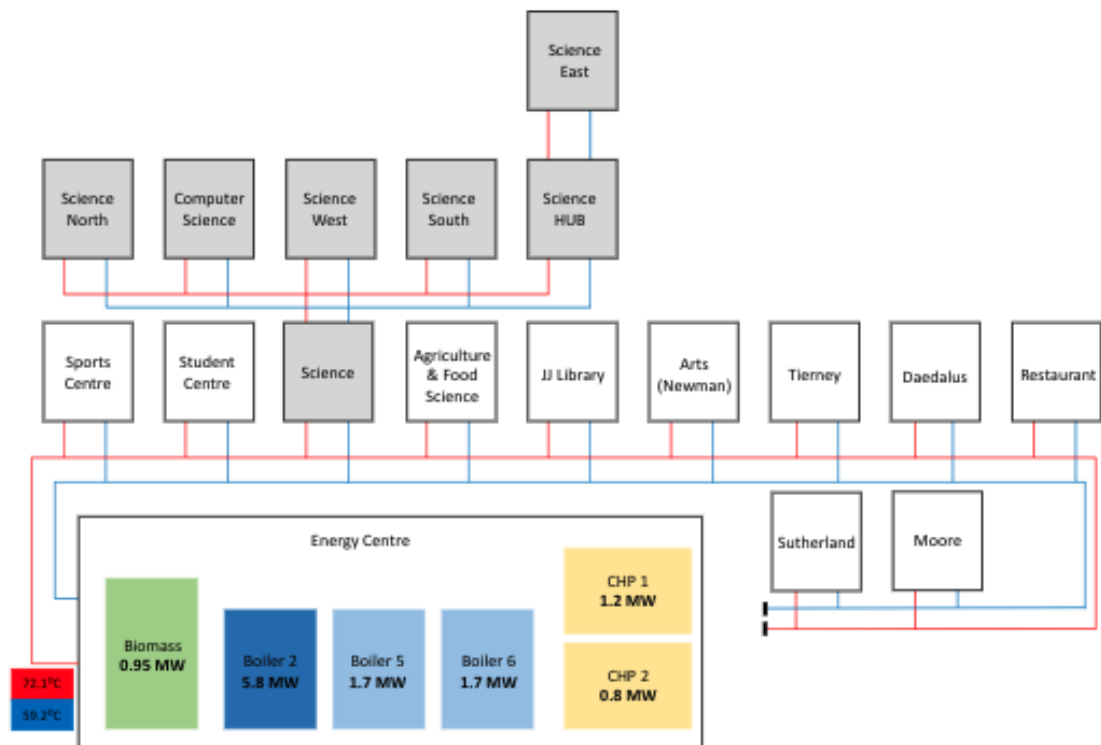 Science
East
Science
North
Computer
Science
Science
West
Science
South
Science
HUB
Sports
Centre
Student
Centre
Science
Agriculture
& Food
Science
JJ Library
Arts
(Newman)
Tierney
Daedalus
Restaurant
Sutherland
Moore
Energy Centre
Biomass
0.95 MW
Boiler 2
5.8 MW
Boiler 5
1.7 MW
Boiler 6
1.7 MW
CHP 1
1.2 MW
CHP 2
0.8 MW
72.1°C
59.2°C